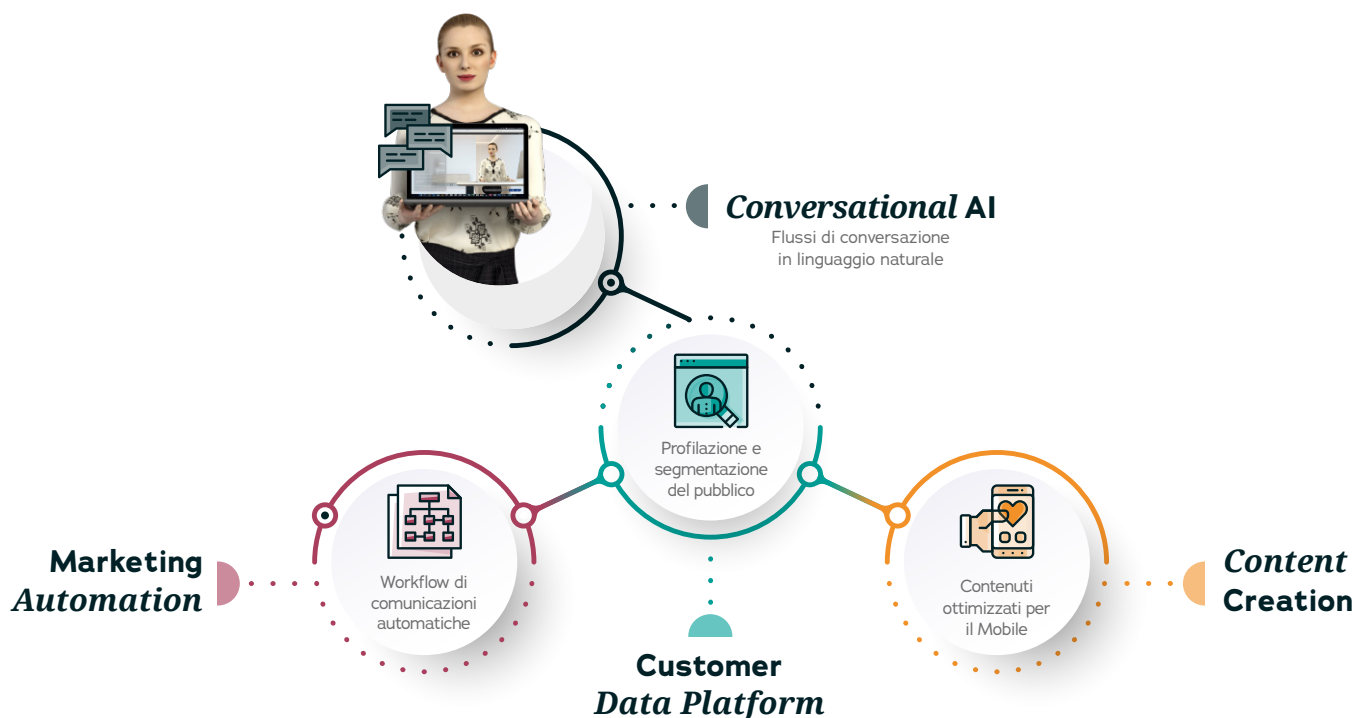 Conversational AI
Flussi di conversazione
in linguaggio naturale
Profilazione e
segmentazione
del pubblico
Marketing
Automation
Workflow di
comunicazioni
automatiche
Contenuti
ottimizzati per
il Mobile
Content
Creation
Customer
Data Platform